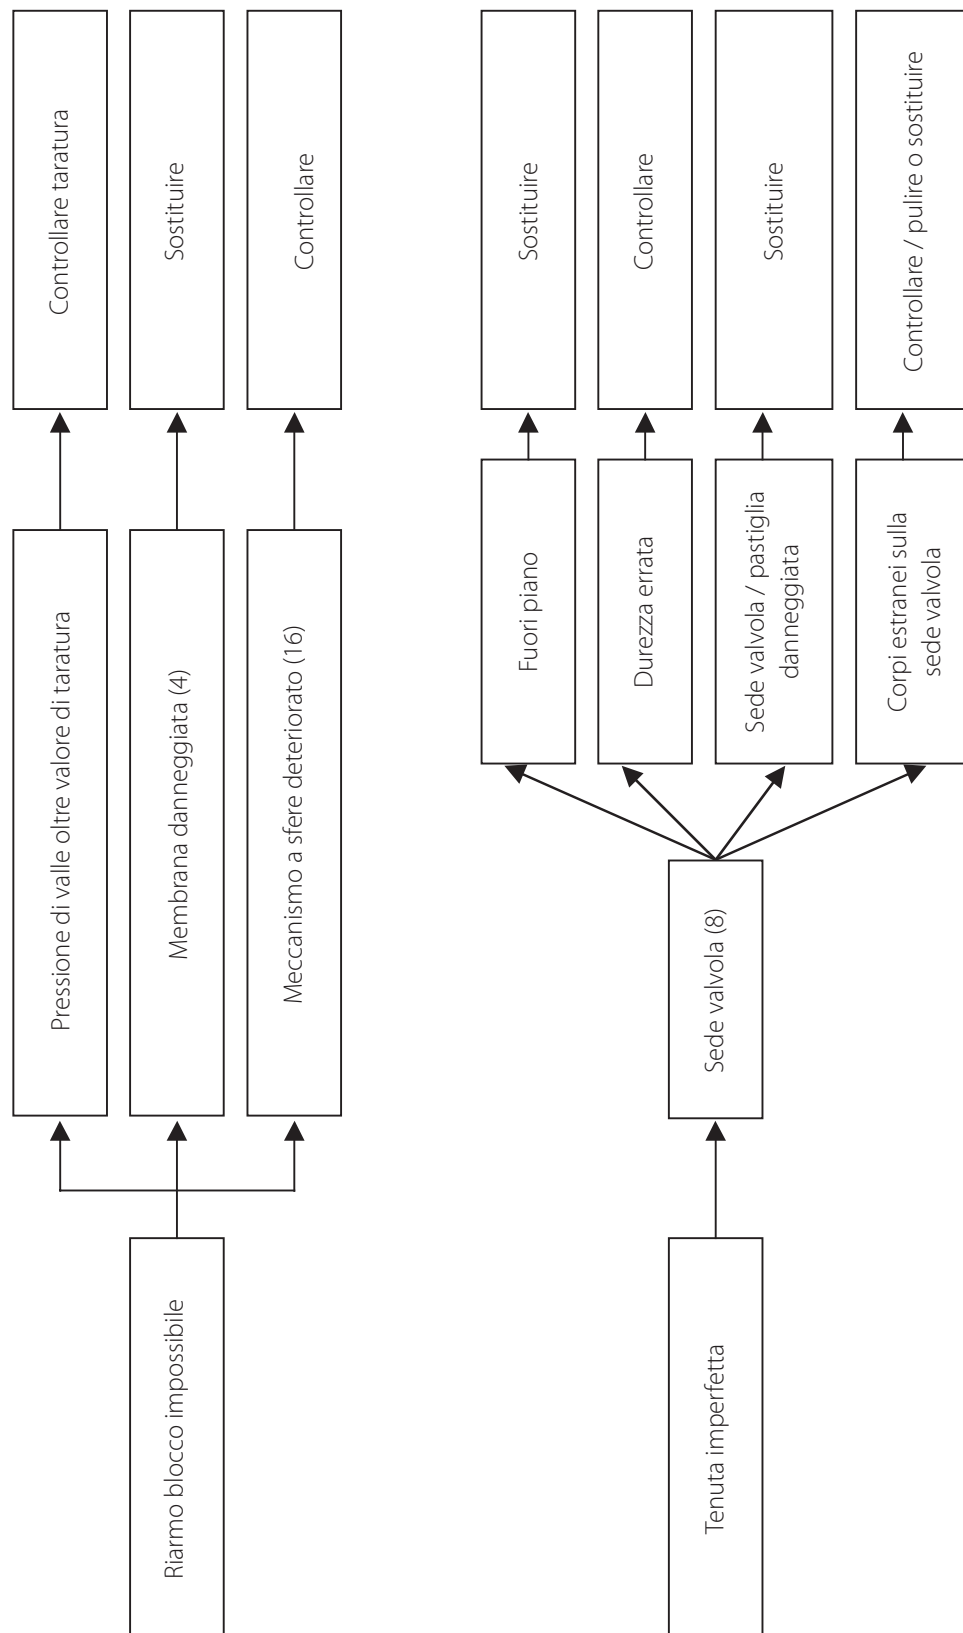 Riarmo blocco impossibile
Pressione di valle oltre valore di taratura
Controllare taratura
Membrana danneggiata (4)
Sostituire
Meccanismo a sfere deteriorato (16)
Controllare
Tenuta imperfetta
Sede valvola (8)
Fuori piano
Sostituire
Durezza errata
Controllare
Sede valvola / pastiglia
danneggiata
Sostituire
Corpi estranei sulla
sede valvola
Controllare / pulire o sostituire